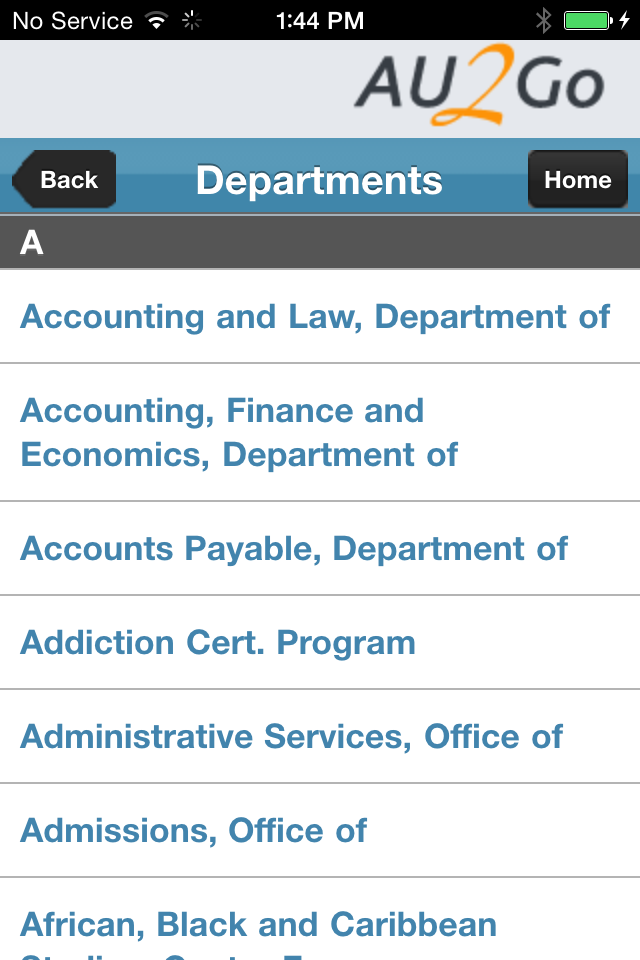 No Service
1:44 PM
AU2Go
Back
Departments
Home
A
Accounting and Law, Department of
Accounting, Finance and
Economics, Department of
Accounts Payable, Department of
Addiction Cert. Program
Administrative Services, Office of
Admissions, Office of
African, Black and Caribbean